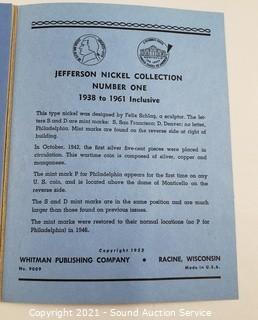 JEFFERSON NICKEL COLLECTION
NUMBER ONE
1938 to 1961 Inclusive
This type nickel was designed by Felix Schlag, a sculptor. The let-
ters S and D are mint marks: S, San Francisco; D, Denver; no letter,
Philadelphia. Mint marks are found on the reverse side at right of
building.
In October, 1942, the first silver five-cent pieces were placed in
circulation. This wartime coin is composed of silver, copper and
manganese.
The mint mark P for Philadelphia appears for the first time on any
U. S. coin, and is located above the dome of Monticello on the
reverse side.
The S and D mint marks are in the same position and are much
larger than those found on previous issues.
The mint marks were restored to their normal locations (no P for
Philadelphia) in 1946.
Copyright 1953
WHITMAN PUBLISHING COMPANY • RACINE, WISCONSIN
No. 9009 Made in U.S.A.
Copyright 2021 - Sound Auction Service